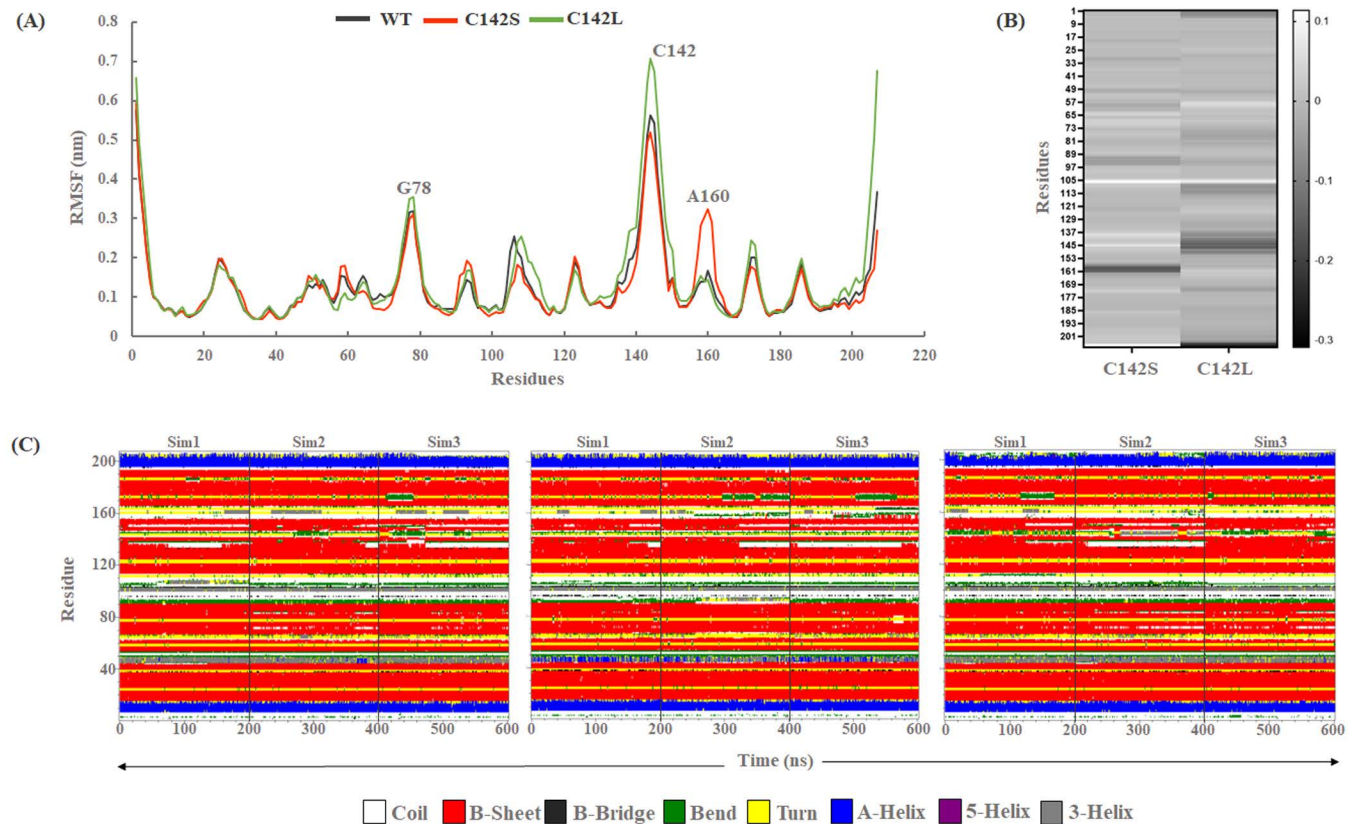 (A)
WT C142S C142L
0.8
0.7
0.6
0.5
0.4
0.3
0.2
0.1
0
RMSF (nm)
G78
C142
A160
0 20 40 60 80 100 120 140 160 180 200 220
Residues
(B)
1
17
33
49
57
65
73
81
89
97
105
113
121
129
137
145
153
161
169
177
185
193
201
Residues
C142S C142L
0.1
0
-0.1
-0.2
-0.3
(C)
Sim1 Sim2 Sim3 Sim1 Sim2 Sim3 Sim1 Sim2 Sim3
200
160
120
80
40
Residue
0 100 200 300 400 500 600 0 100 200 300 400 500 600 0 100 200 300 400 500 600
Time (ns)
Coil B-Sheet B-Bridge Bend Turn A-Helix 5-Helix 3-Helix